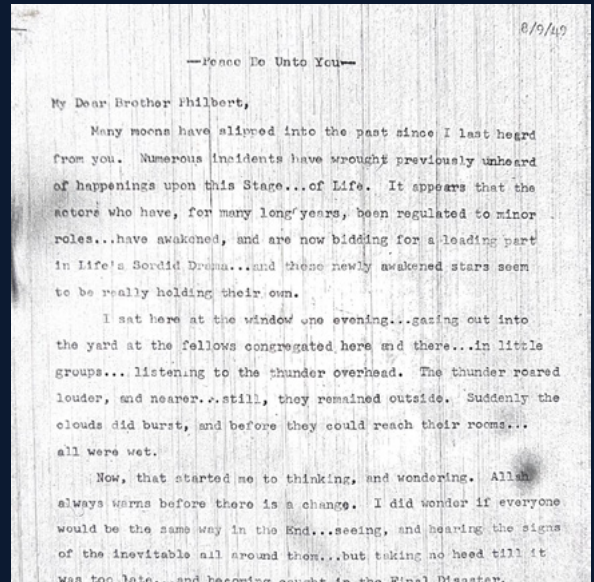 8/9/49
—Peace Be Unto You—
My Dear Brother Philbert,
Many moons have slipped into the past since I last heard
from you. Numerous incidents have wrought previously unheard
of happenings upon this Stage...of Life. It appears that the
actors who have, for many long years, been regulated to minor
roles...have awakened, and are now bidding for a leading part
in Life's Sordid Drama...and these newly awakened stars seem
to be really holding their own.
I sat here at the window one evening...gazing out into
the yard at the fellows congregated here and there...in little
groups... listening to the thunder overhead. The thunder roared
louder, and nearer...still, they remained outside. Suddenly the
clouds did burst, and before they could reach their rooms...
all were wet.
Now, that started me to thinking, and wondering. Allah
always warns before there is a change. I did wonder if everyone
would be the same way in the End...seeing, and hearing the signs
of the inevitable all around them...but taking no heed till it
was too late...and becoming caught in the Final Disaster.